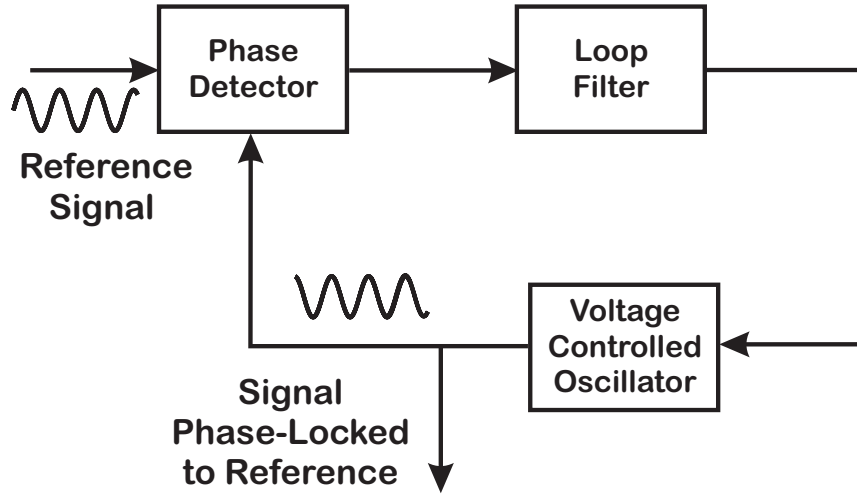 Phase
Detector
Loop
Filter
Reference
Signal
Voltage
Controlled
Oscillator
Signal
Phase-Locked
to Reference